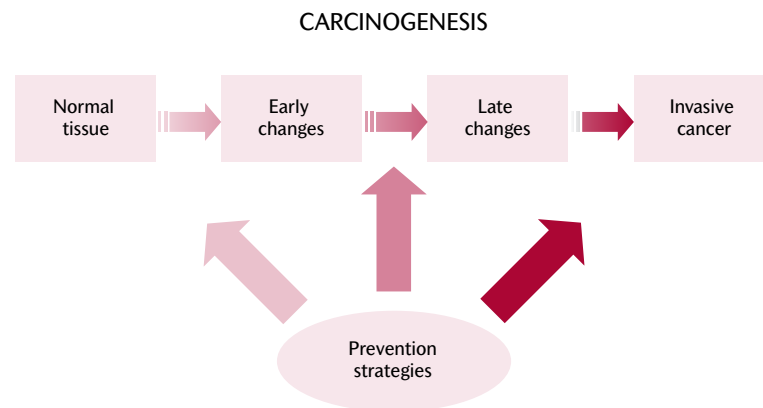 CARCINOGENESIS
Normal
tissue
Early
changes
Late
changes
Invasive
cancer
Prevention
strategies